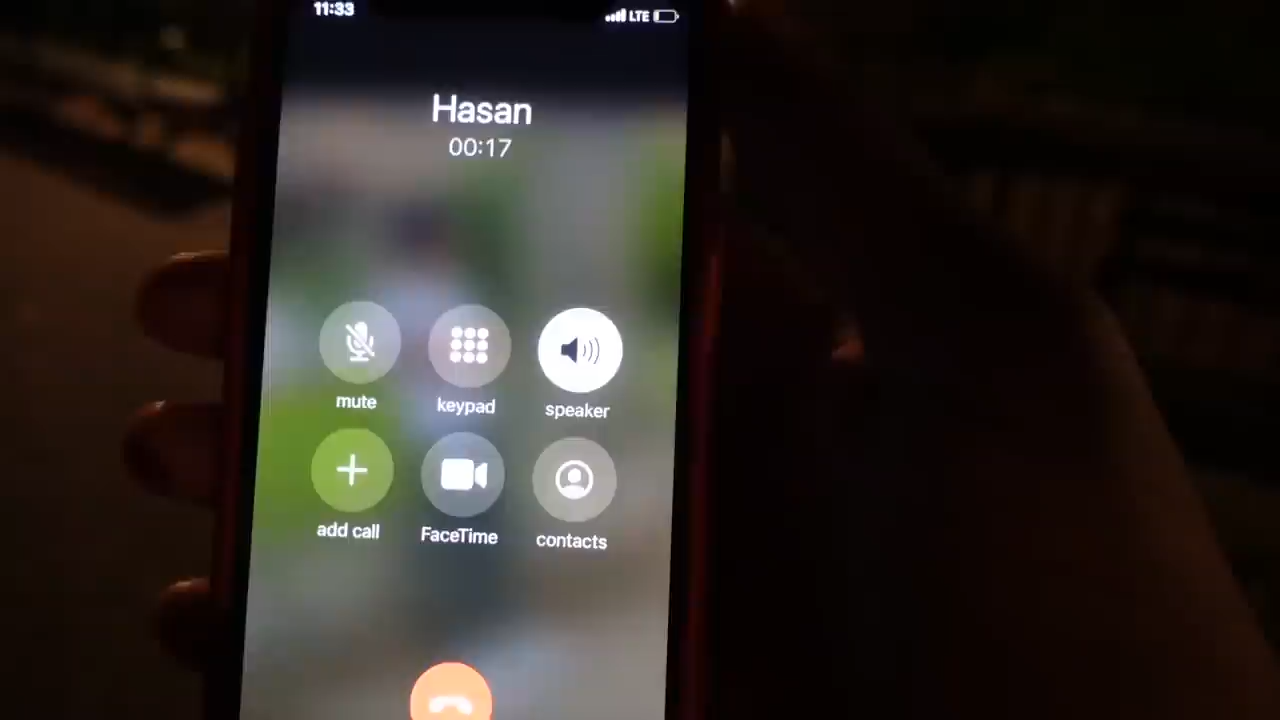 11:33 LTE
Hasan
00:17
mute keypad speaker
add call FaceTime contacts